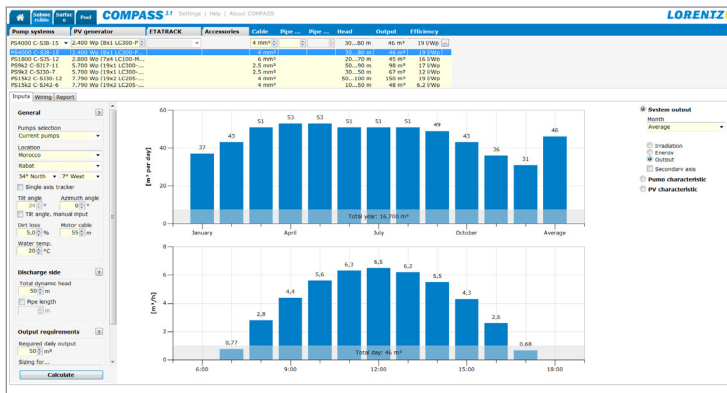 Subme rsible Surfac e Pool COMPASS 3.1 Settings | Help | About COMPASS LORENTZ
Pump systems PV generator ETATRACK Accessories Cable Pipe ... Pipe ... Head Output Efficiency
PS4000 C-SJ8-15 2.400 Wp (8x1 LC300-P 4 mm² 30...80 m 46 m³ 19 l/Wp
PS4000 C-SJ8-15 2.400 Wp (8x1 LC300-P... 4 mm² 30...80 m 46 m³ 19 l/Wp
PS1800 C-SJ5-12 2.800 Wp (7x4 LC100-M... 6 mm² 20...70 m 45 m³ 16 l/Wp
PS9k2 C-SJ17-11 5.700 Wp (19x1 LC300-... 2.5 mm² 50...90 m 98 m³ 17 l/Wp
PS9k2 C-SJ30-7 5.700 Wp (19x1 LC300-... 2.5 mm² 30...50 m 67 m³ 12 l/Wp
PS15k2 C-SJ30-12 7.790 Wp (19x2 LC205-... 4 mm² 50...100 m 150 m³ 19 l/Wp
PS15k2 C-SJ42-6 7.790 Wp (19x2 LC205-... 4 mm² 10...50 m 48 m³ 6,2 l/Wp
Inputs Wiring Report
General
Pumps selection
Current pumps
Location
Morocco
Rabat
34° North 7° West
Single axis tracker
Tilt angle Azimuth angle
34 ° 0 °
Tilt angle, manual input
Dirt loss Motor cable
5,0 % 55 m
Water temp.
20 °C
Discharge side
Total dynamic head
50 m
Pipe length
m
Output requirements
Required daily output
50 m³
Sizing for...
Calculate
[m³ per day]
60
40
20
0
37 43 51 53 53 51 51 51 49 43 36 31 46
Total year: 16.700 m³
January April July October Average
[m³/h]
8
6
4
2
0
0,77 2,8 4,4 5,6 6,3 6,5 6,2 5,5 4,3 2,6 0,68
Total day: 46 m³
6:00 9:00 12:00 15:00 18:00
System output
Month
Average
Irradiation
Energy
Output
Secondary axis
Pump characteristic
PV characteristic